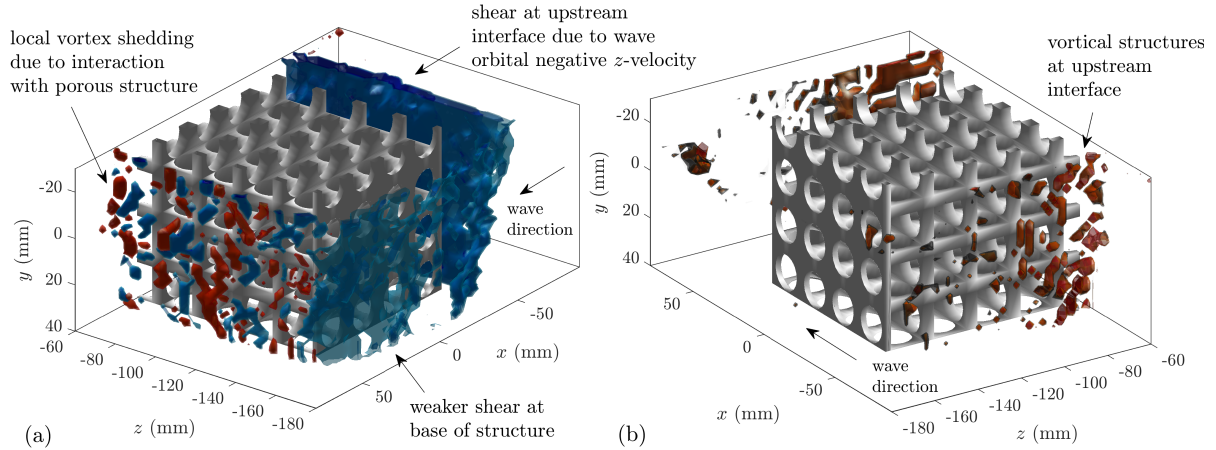 local vortex shedding
due to interaction
with porous structure
shear at upstream
interface due to wave
orbital negative z-velocity
wave
direction
weaker shear at
base of structure
-20
0
20
40
y (mm)
-60
-80
-100
-120
-140
-160
-180
z (mm)
50
0
-50
x (mm)
(a)
vortical structures
at upstream
interface
wave
direction
-20
0
20
40
y (mm)
50
0
-50
x (mm)
-180
-160
-140
-120
-100
-80
-60
z (mm)
(b)